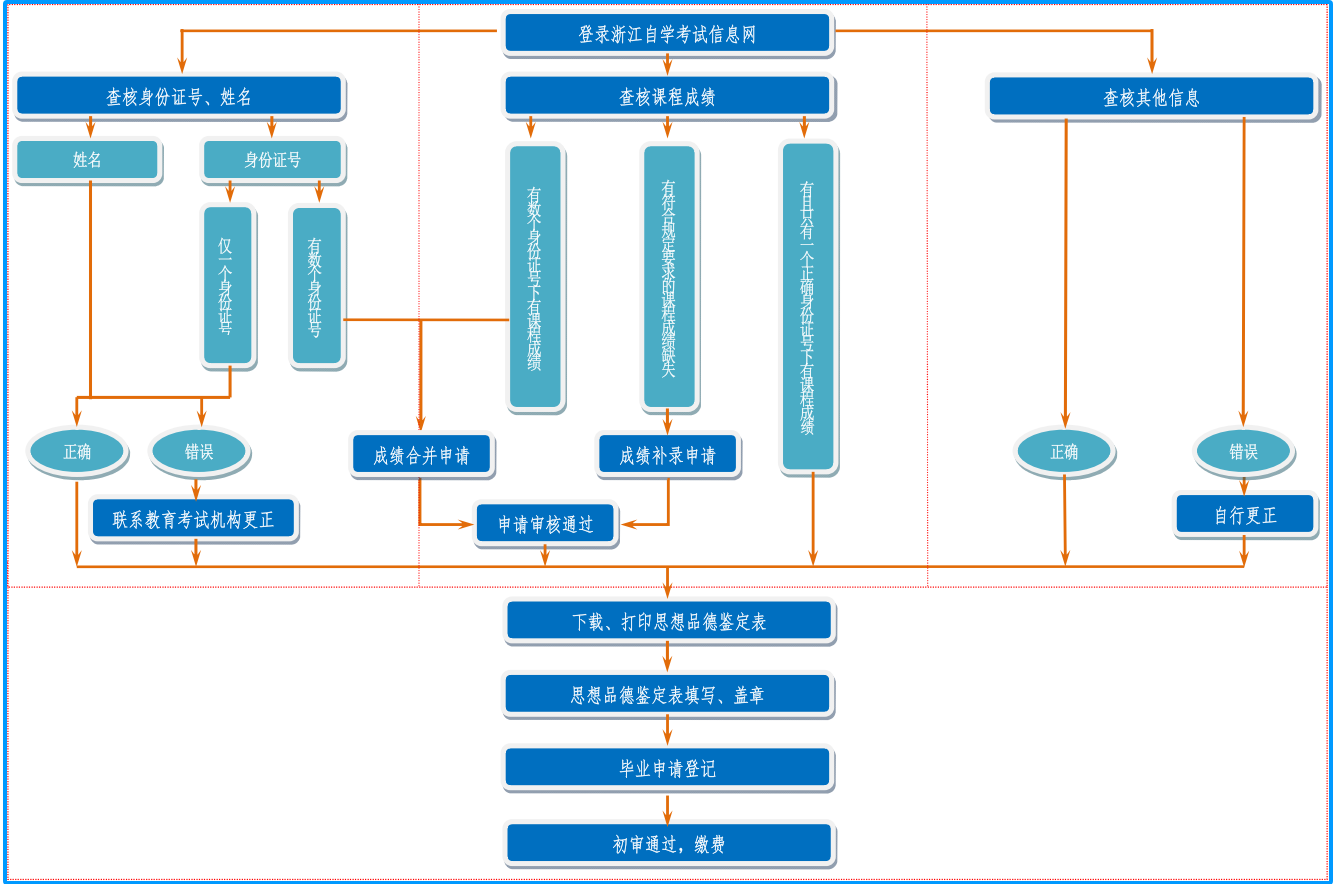 登录浙江自学考试信息网
查核身份证号、姓名
查核课程成绩
查核其他信息
姓名
身份证号
仅一个身份证号
有数个身份证号
有数个身份证号下有课程成绩
有符合规定要求的课程成绩缺失
有且只有一个正确身份证号下有课程成绩
正确
错误
成绩合并申请
成绩补录申请
正确
错误
联系教育考试机构更正
申请审核通过
自行更正
下载、打印思想品德鉴定表
思想品德鉴定表填写、盖章
毕业申请登记
初审通过，缴费